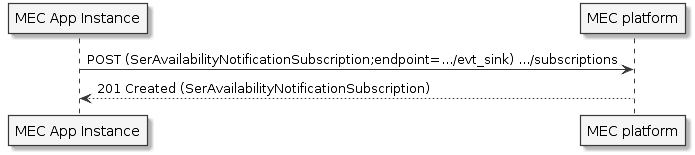 MEC App Instance
MEC platform
POST (SerAvailabilityNotificationSubscription;endpoint=.../evt_sink) .../subscriptions
201 Created (SerAvailabilityNotificationSubscription)
MEC App Instance
MEC platform